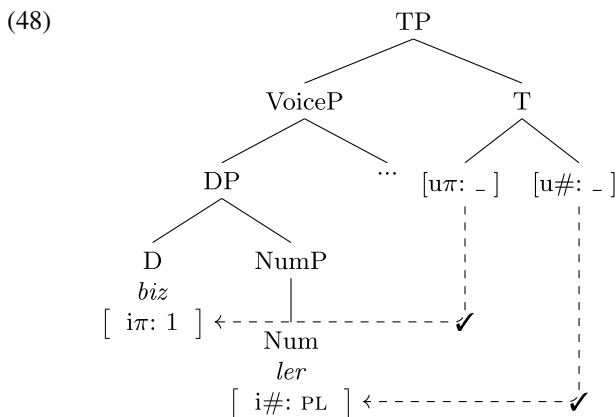 (48)
TP
VoiceP T
DP ... [uπ: _ ] [u#: _ ]
D NumP
biz
[ iπ: 1 ] ✓
Num
ler
[ i#: PL ] ✓